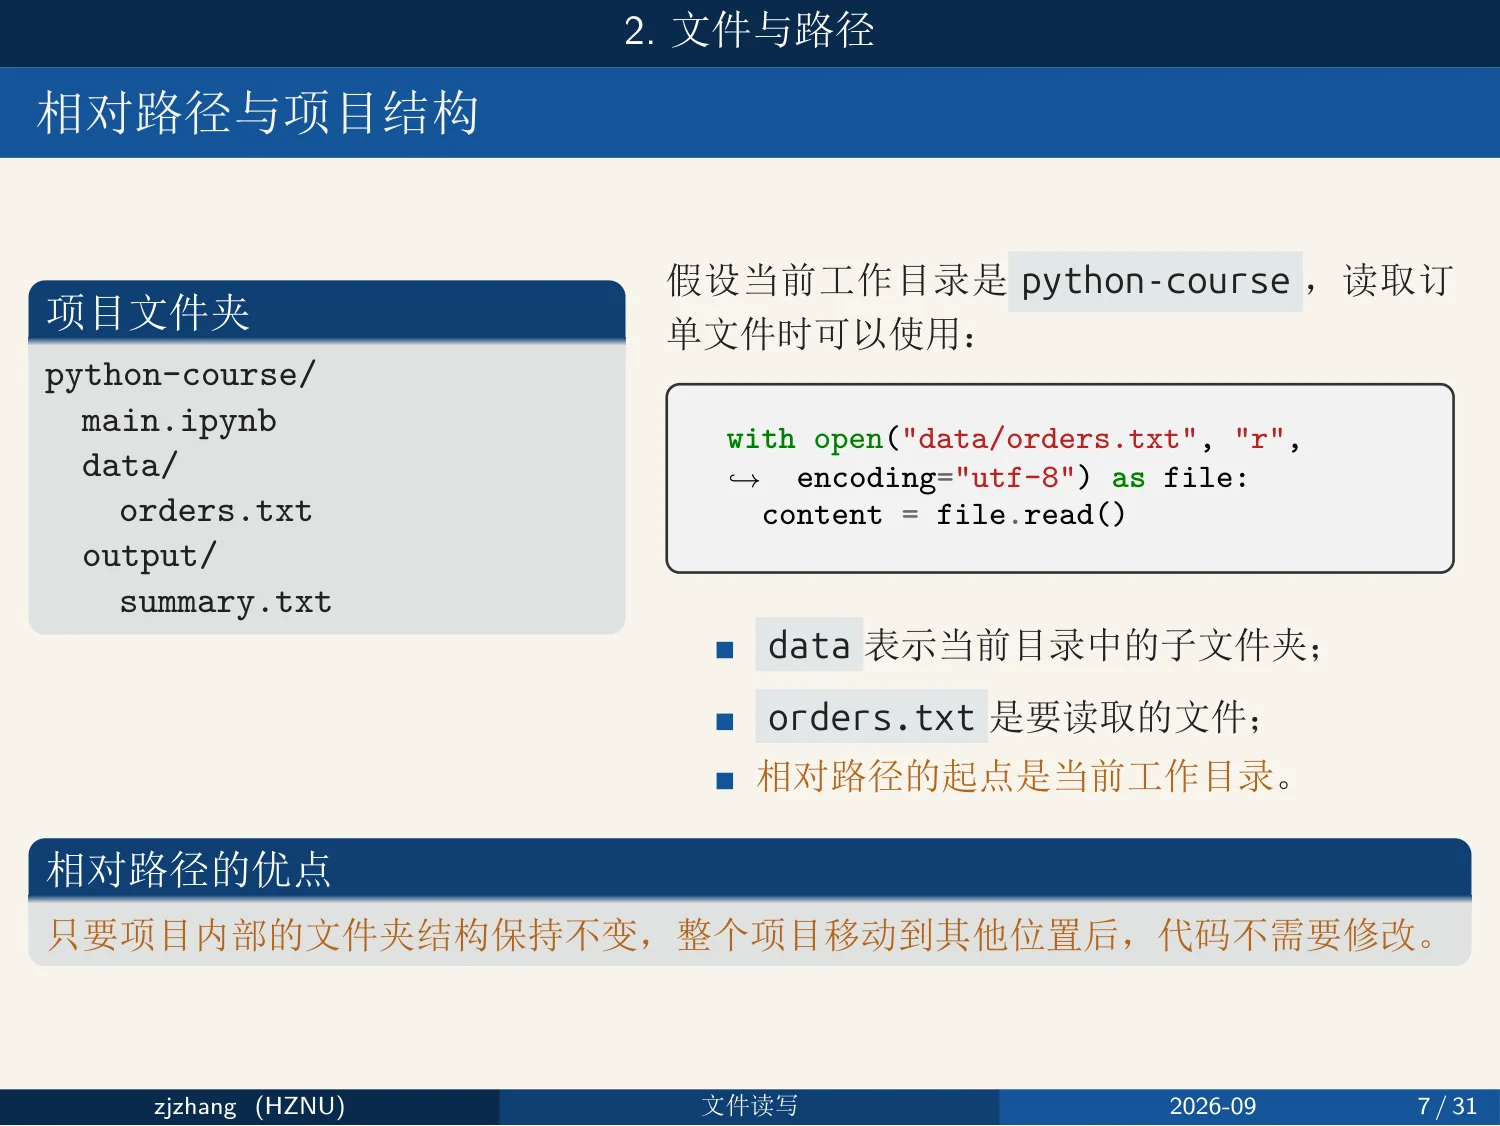 2. 文件与路径
相对路径与项目结构
项目文件夹
python-course/
main.ipynb
data/
orders.txt
output/
summary.txt
假设当前工作目录是 python-course，读取订
单文件时可以使用：
with open("data/orders.txt", "r",
↪ encoding="utf-8") as file:
content = file.read()
■ data 表示当前目录中的子文件夹；
■ orders.txt 是要读取的文件；
■ 相对路径的起点是当前工作目录。
相对路径的优点
只要项目内部的文件夹结构保持不变，整个项目移动到其他位置后，代码不需要修改。
zjzhang (HZNU) 文件读写 2026-09 7 / 31